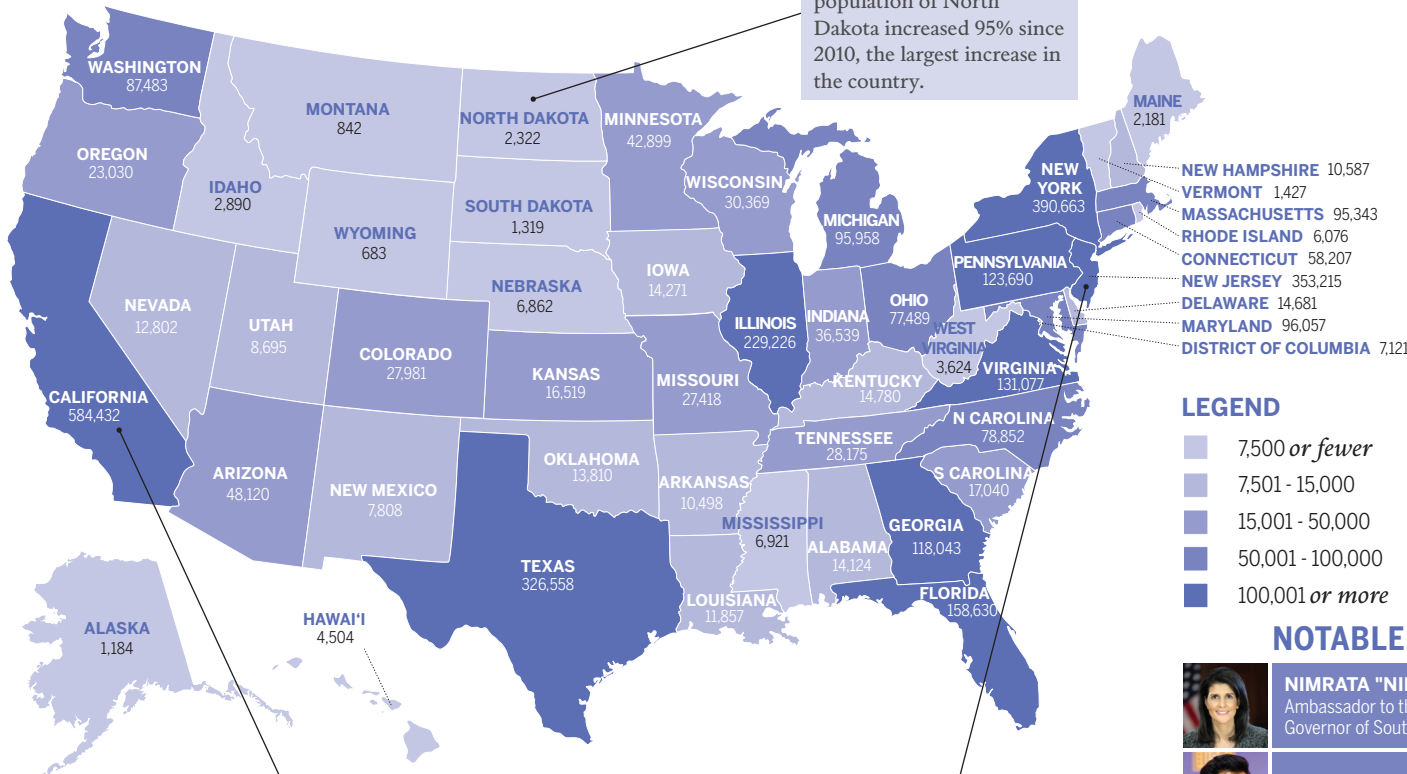 population of North
Dakota increased 95% since
2010, the largest increase in
the country.
WASHINGTON
87,483
OREGON
23,030
IDAHO
2,890
MONTANA
842
NORTH DAKOTA
2,322
MINNESOTA
42,899
WISCONSIN
30,369
MICHIGAN
95,958
NEW
YORK
390,663
MAINE
2,181
SOUTH DAKOTA
1,319
WYOMING
683
NEBRASKA
6,862
IOWA
14,271
PENNSYLVANIA
123,690
NEVADA
12,802
UTAH
8,695
COLORADO
27,981
KANSAS
16,519
MISSOURI
27,418
ILLINOIS
229,226
INDIANA
36,539
OHIO
77,489
WEST
VIRGINIA
3,624
VIRGINIA
131,077
KENTUCKY
14,780
CALIFORNIA
584,432
ARIZONA
48,120
NEW MEXICO
7,808
OKLAHOMA
13,810
ARKANSAS
10,498
TENNESSEE
28,175
N CAROLINA
78,852
S CAROLINA
17,040
MISSISSIPPI
6,921
ALABAMA
14,124
GEORGIA
118,043
TEXAS
326,558
LOUISIANA
11,857
FLORIDA
158,630
ALASKA
1,184
HAWAI‘I
4,504
NEW HAMPSHIRE 10,587
VERMONT 1,427
MASSACHUSETTS 95,343
RHODE ISLAND 6,076
CONNECTICUT 58,207
NEW JERSEY 353,215
DELAWARE 14,681
MARYLAND 96,057
DISTRICT OF COLUMBIA 7,121
LEGEND
7,500 or fewer
7,501 - 15,000
15,001 - 50,000
50,001 - 100,000
100,001 or more
NOTABLE
NIMRATA "NI
Ambassador to th
Governor of Sout